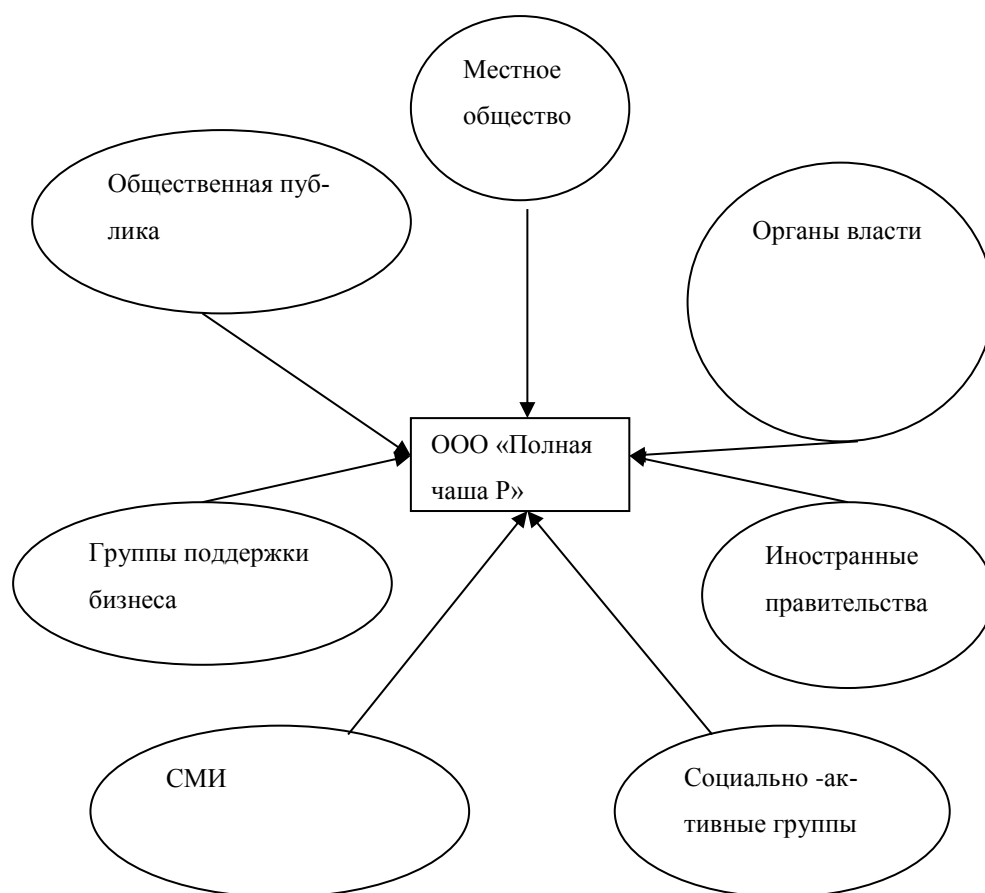 Местное
общество
Общественная пуб-
лика
Органы власти
ООО «Полная
чаша Р»
Группы поддержки
бизнеса
Иностранные
правительства
СМИ
Социально -ак-
тивные группы